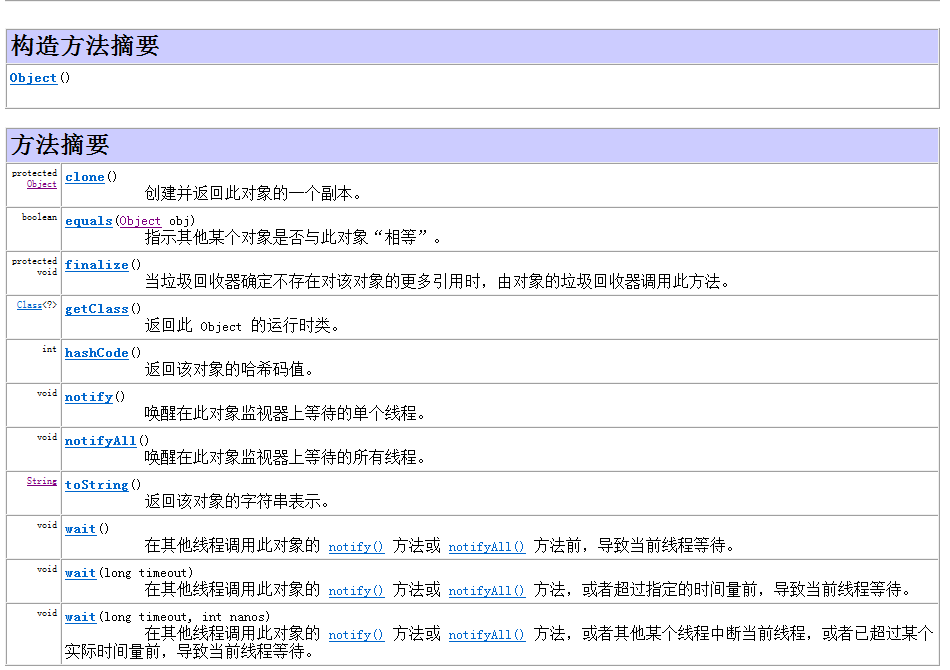 构造方法摘要
Object()
方法摘要
protected Object clone()
创建并返回此对象的一个副本。
boolean equals(Object obj)
指示其他某个对象是否与此对象“相等”。
protected void finalize()
当垃圾回收器确定不存在对该对象的更多引用时，由对象的垃圾回收器调用此方法。
Class<?> getClass()
返回此 Object 的运行时类。
int hashCode()
返回该对象的哈希码值。
void notify()
唤醒在此对象监视器上等待的单个线程。
void notifyAll()
唤醒在此对象监视器上等待的所有线程。
String toString()
返回该对象的字符串表示。
void wait()
在其他线程调用此对象的 notify() 方法或 notifyAll() 方法前，导致当前线程等待。
void wait(long timeout)
在其他线程调用此对象的 notify() 方法或 notifyAll() 方法，或者超过指定的时间量前，导致当前线程等待。
void wait(long timeout, int nanos)
在其他线程调用此对象的 notify() 方法或 notifyAll() 方法，或者其他某个线程中断当前线程，或者已超过某个
实际时间量前，导致当前线程等待。